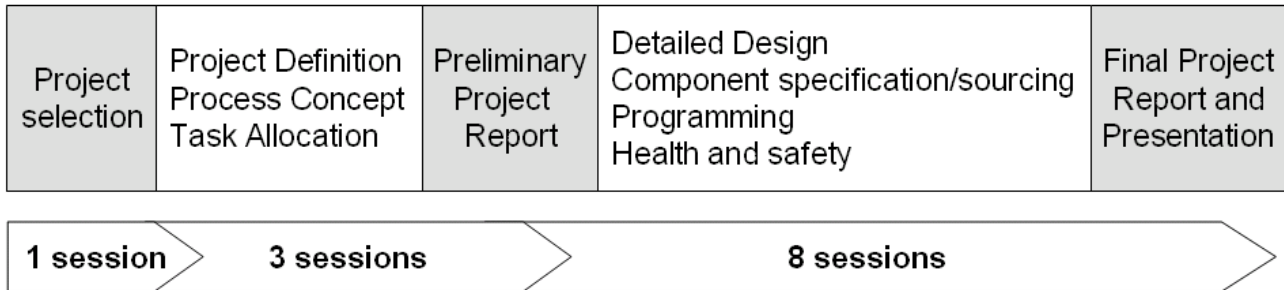 Project
selection
Project Definition
Process Concept
Task Allocation
Preliminary
Project
Report
Detailed Design
Component specification/sourcing
Programming
Health and safety
Final Project
Report and
Presentation
1 session
3 sessions
8 sessions